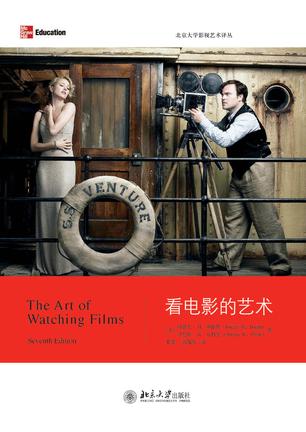 Mc
Graw
Hill
Education
北京大学影视艺术译丛
S.S. VENTURE
The Art of
Watching Films
Seventh Edition
看电影的艺术
北京大学出版社